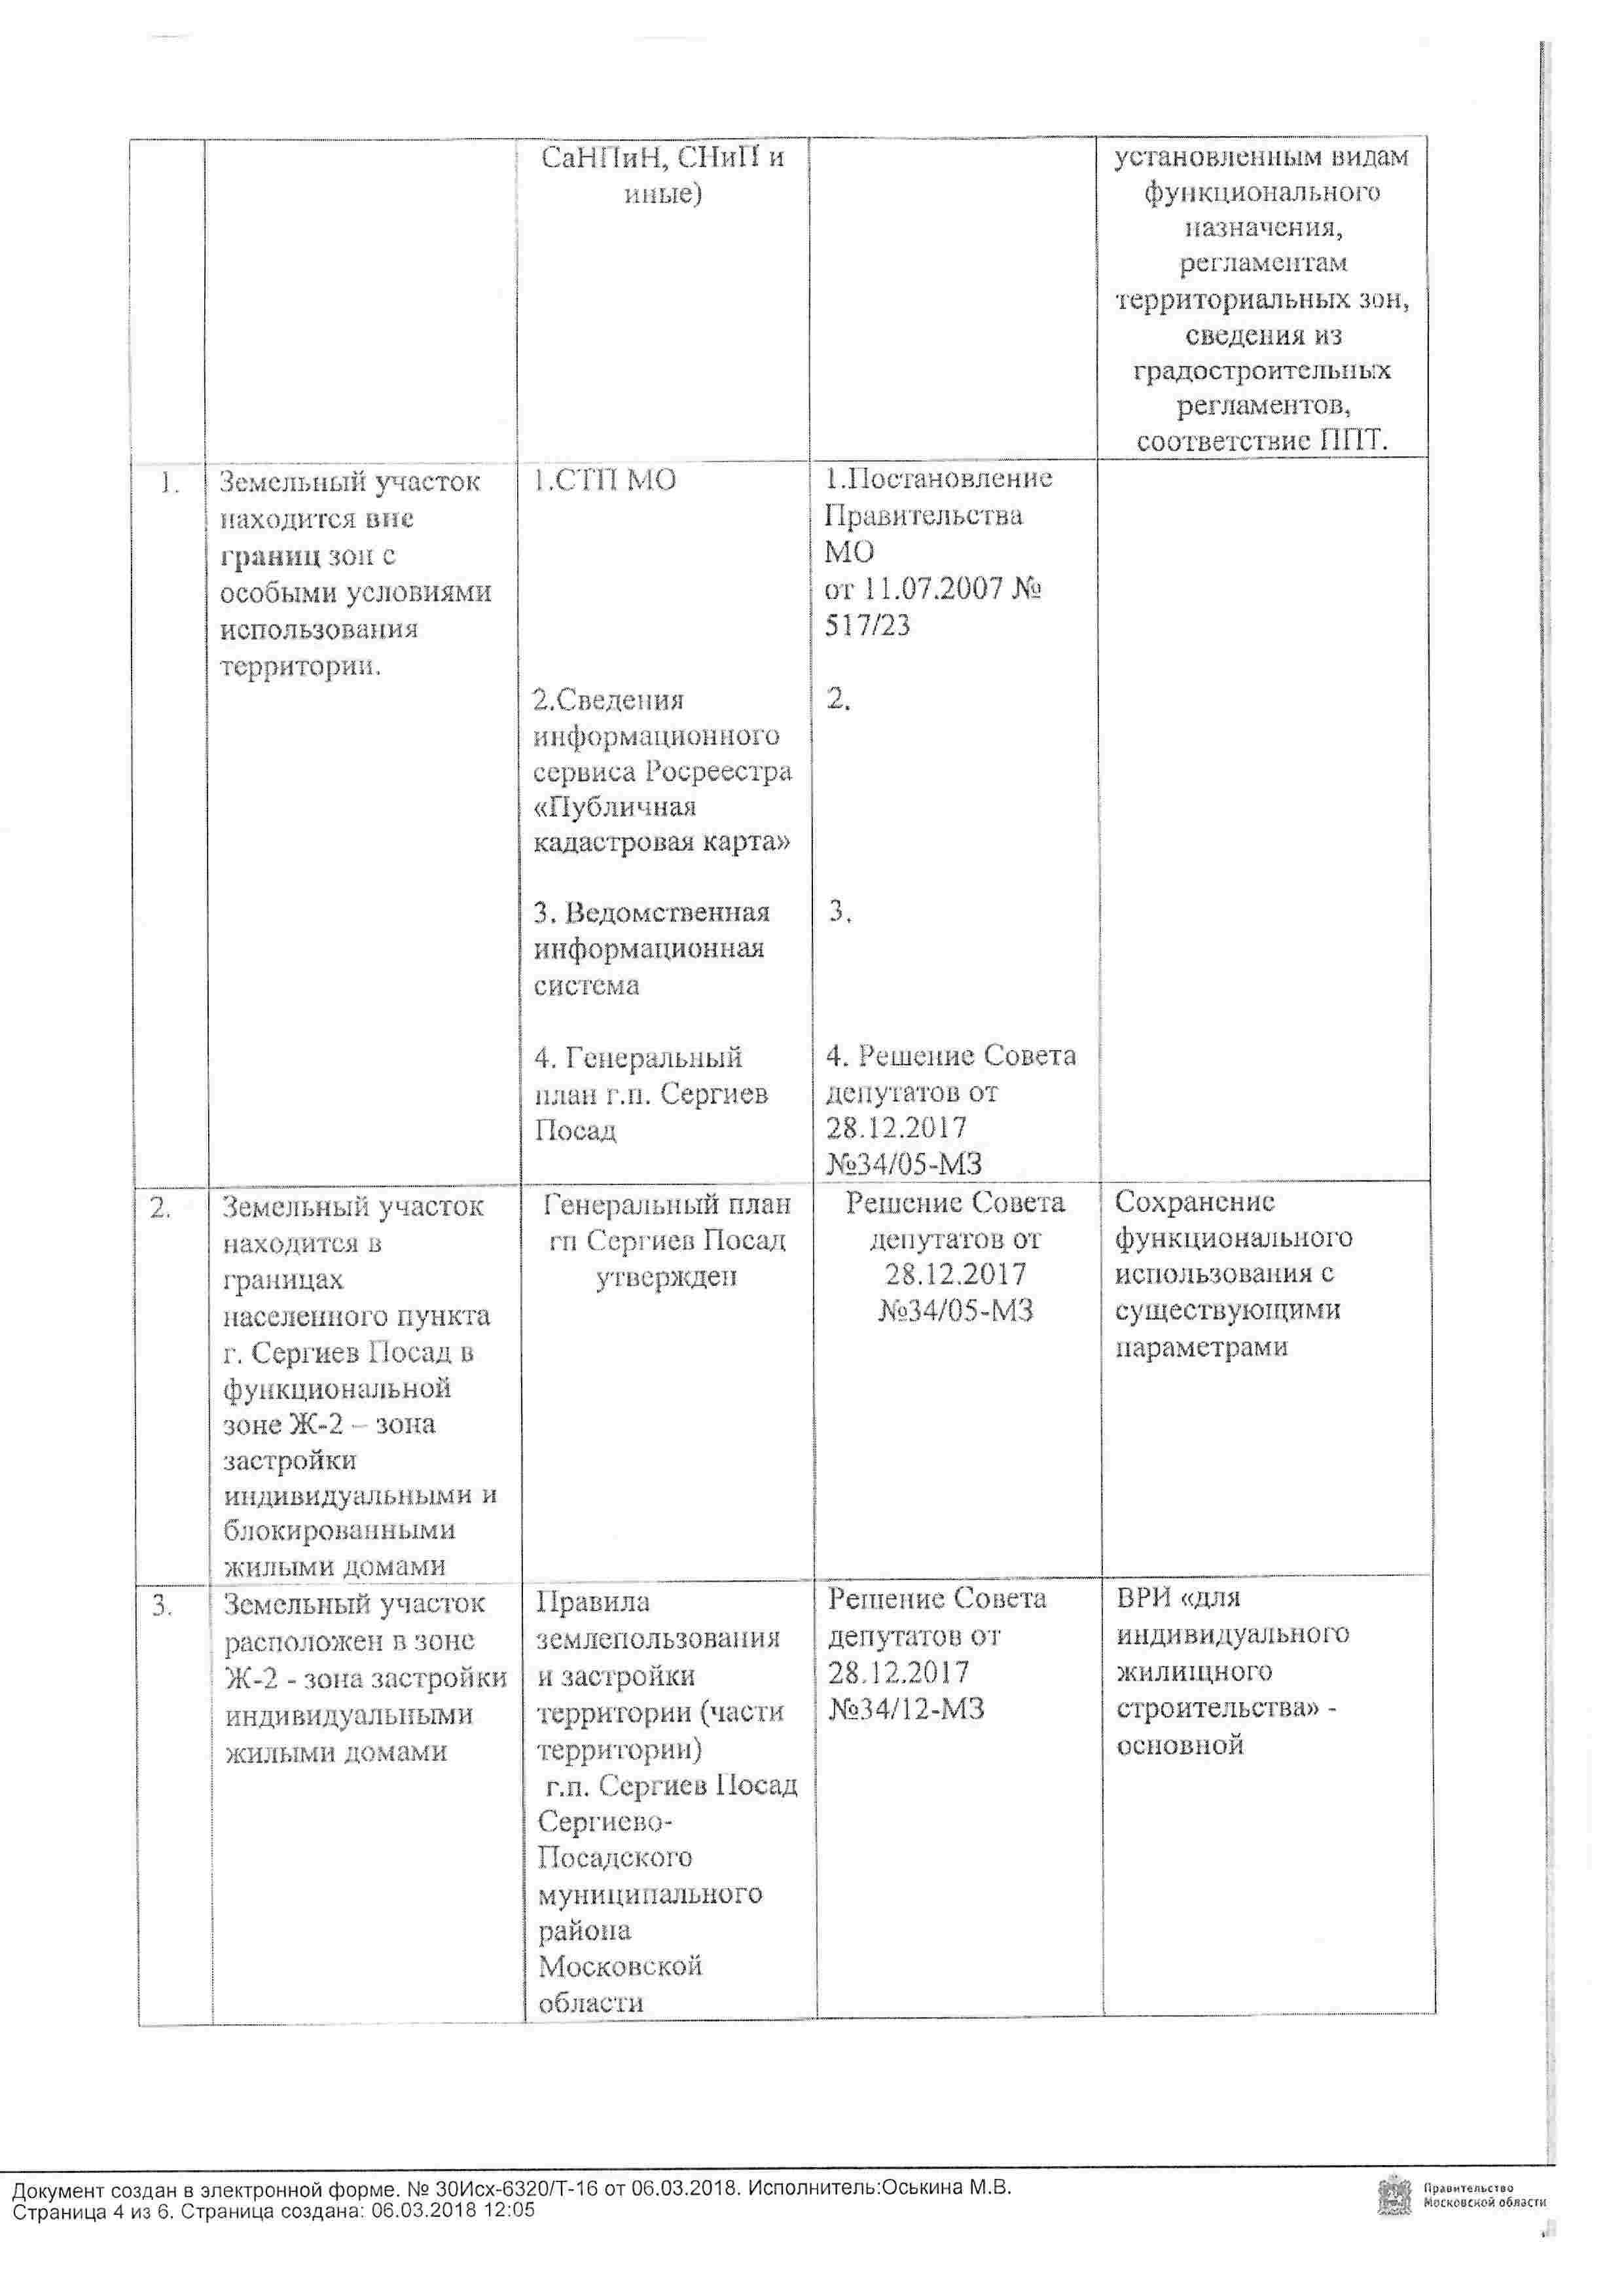 СаНПиН, СНиП и
иные)
установленным видам
функционального
назначения,
регламентам
территориальных зон,
сведения из
градостроительных
регламентов,
соответствие ППТ.
1.
Земельный участок
находится вне
границ зон с
особыми условиями
использования
территории.
1.СТП МО
2.Сведения
информационного
сервиса Росреестра
«Публичная
кадастровая карта»
3. Ведомственная
информационная
система
4. Генеральный
план г.п. Сергиев
Посад
1.Постановление
Правительства
МО
от 11.07.2007 №
517/23
2.
3.
4. Решение Совета
депутатов от
28.12.2017
№34/05-МЗ
2.
Земельный участок
находится в
границах
населенного пункта
г. Сергиев Посад в
функциональной
зоне Ж-2 – зона
застройки
индивидуальными и
блокированными
жилыми домами
Генеральный план
гп Сергиев Посад
утвержден
Решение Совета
депутатов от
28.12.2017
№34/05-МЗ
Сохранение
функционального
использования с
существующими
параметрами
3.
Земельный участок
расположен в зоне
Ж-2 - зона застройки
индивидуальными
жилыми домами
Правила
землепользования
и застройки
территории (части
территории)
г.п. Сергиев Посад
Сергиево-
Посадского
муниципального
района
Московской
области
Решение Совета
депутатов от
28.12.2017
№34/12-МЗ
ВРИ «для
индивидуального
жилищного
строительства» -
основной
Документ создан в электронной форме. № 30Исх-6320/Т-16 от 06.03.2018. Исполнитель:Оськина М.В.
Страница 4 из 6. Страница создана: 06.03.2018 12:05
Правительство
Московской области